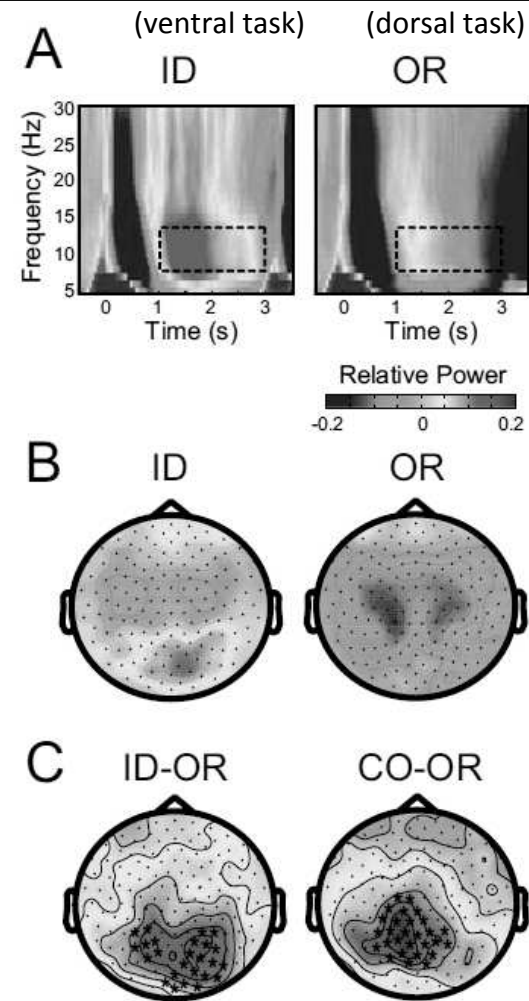 (ventral task) (dorsal task)
A
ID OR
Frequency (Hz)
30
25
20
15
10
5
0 1 2 3 0 1 2 3
Time (s) Time (s)
Relative Power
-0.2 0 0.2
B
ID OR
C
ID-OR CO-OR